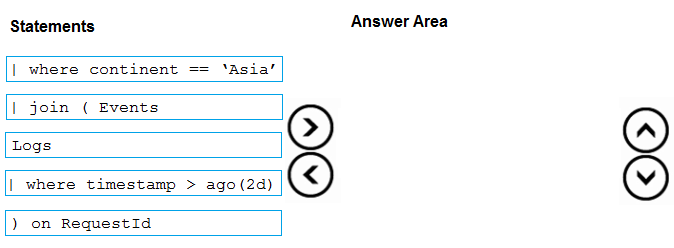 Statements
Answer Area
| where continent == ‘Asia’
| join ( Events
Logs
| where timestamp > ago(2d)
) on RequestId